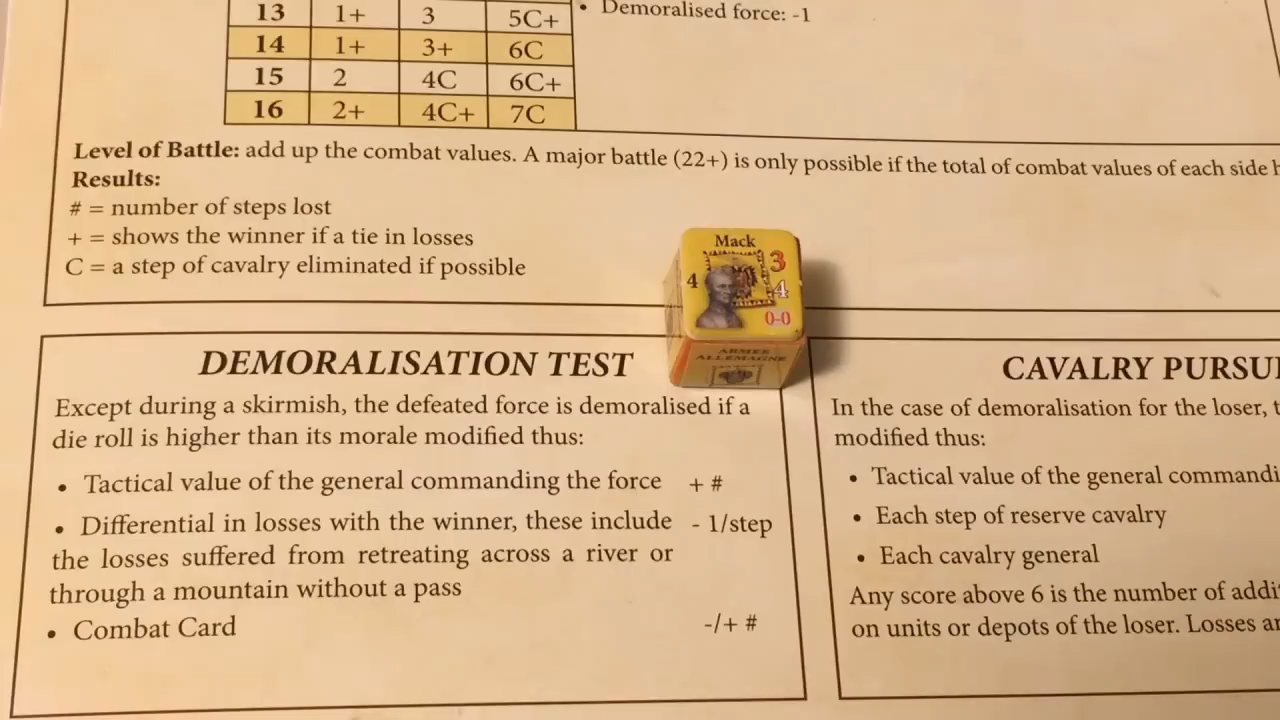 13 1+ 3 5C+
• Demoralised force: -1
14 1+ 3+ 6C
15 2 4C 6C+
16 2+ 4C+ 7C
Level of Battle: add up the combat values. A major battle (22+) is only possible if the total of combat values of each side
Results:
# = number of steps lost
+ = shows the winner if a tie in losses
C = a step of cavalry eliminated if possible
Mack
4
3
4
0-0
ARMEE
ALLEMAGNE
DEMORALISATION TEST
Except during a skirmish, the defeated force is demoralised if a
die roll is higher than its morale modified thus:
• Tactical value of the general commanding the force + #
• Differential in losses with the winner, these include - 1/step
the losses suffered from retreating across a river or
through a mountain without a pass
• Combat Card -/+ #
CAVALRY PURSU
In the case of demoralisation for the loser,
modified thus:
• Tactical value of the general commandi
• Each step of reserve cavalry
• Each cavalry general
Any score above 6 is the number of addi
on units or depots of the loser. Losses a